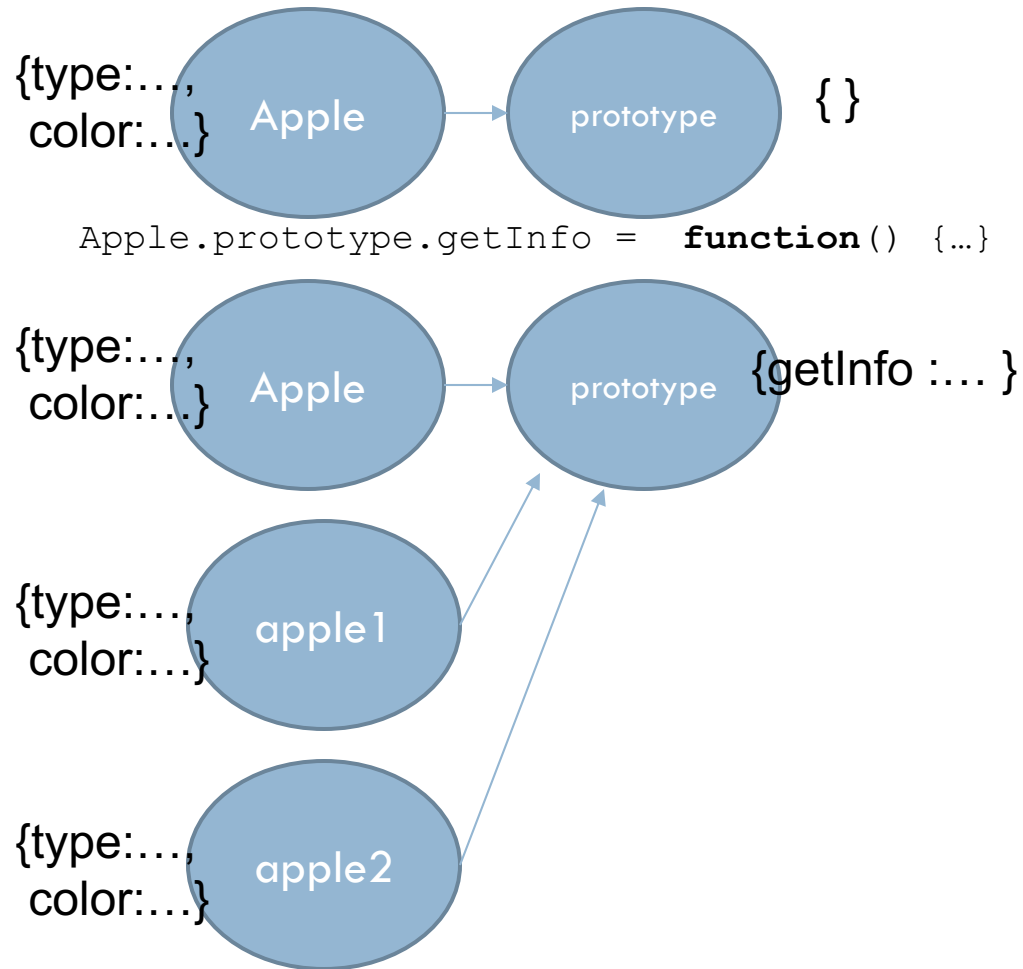 {type:…,
color:…}
Apple
prototype
{ }
Apple.prototype.getInfo = function() {…}
{type:…,
color:…}
Apple
prototype
{getInfo :… }
{type:…,
color:…}
apple1
{type:…,
color:…}
apple2